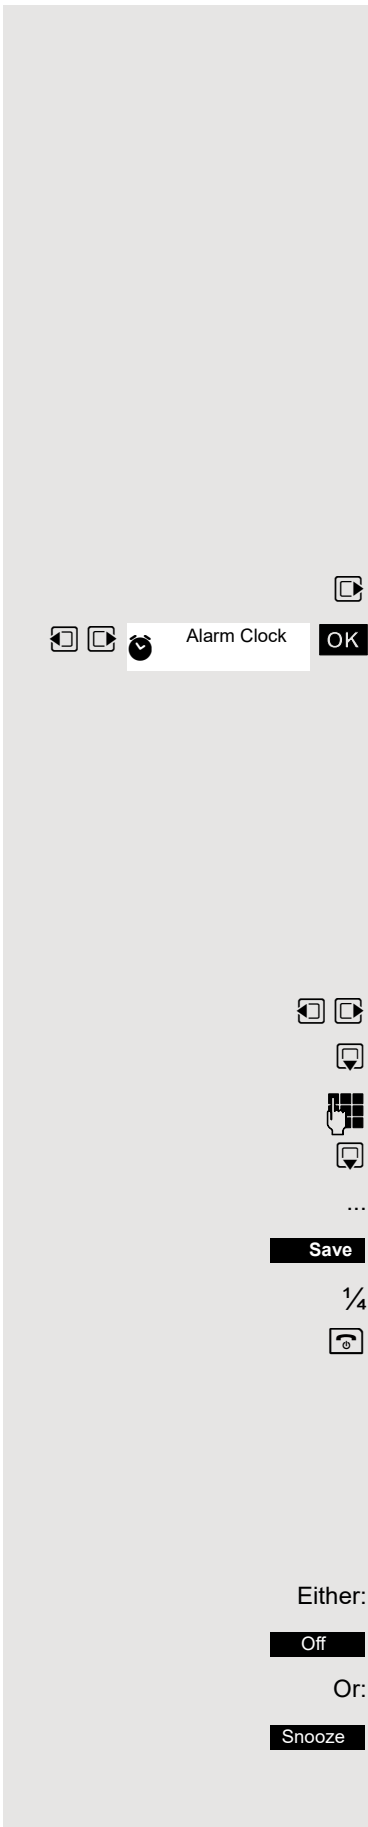 Alarm Clock OK
...
Save
¼
Either:
Off
Or:
Snooze